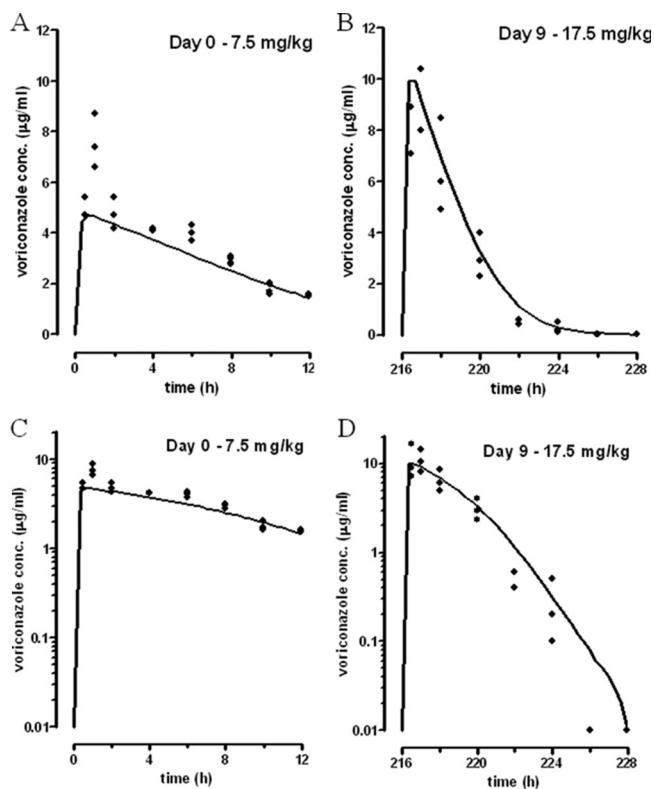 A
Day 0 - 7.5 mg/kg
voriconazole conc. (µg/ml)
12
10
8
6
4
2
0
0 4 8 12
time (h)
B
Day 9 - 17.5 mg/kg
voriconazole conc. (µg/ml)
12
10
8
6
4
2
0
216 220 224 228
time (h)
C
Day 0 - 7.5 mg/kg
voriconazole conc. (µg/ml)
10
1
0.1
0.01
0 4 8 12
time (h)
D
Day 9 - 17.5 mg/kg
voriconazole conc. (µg/ml)
10
1
0.1
0.01
216 220 224 228
time (h)